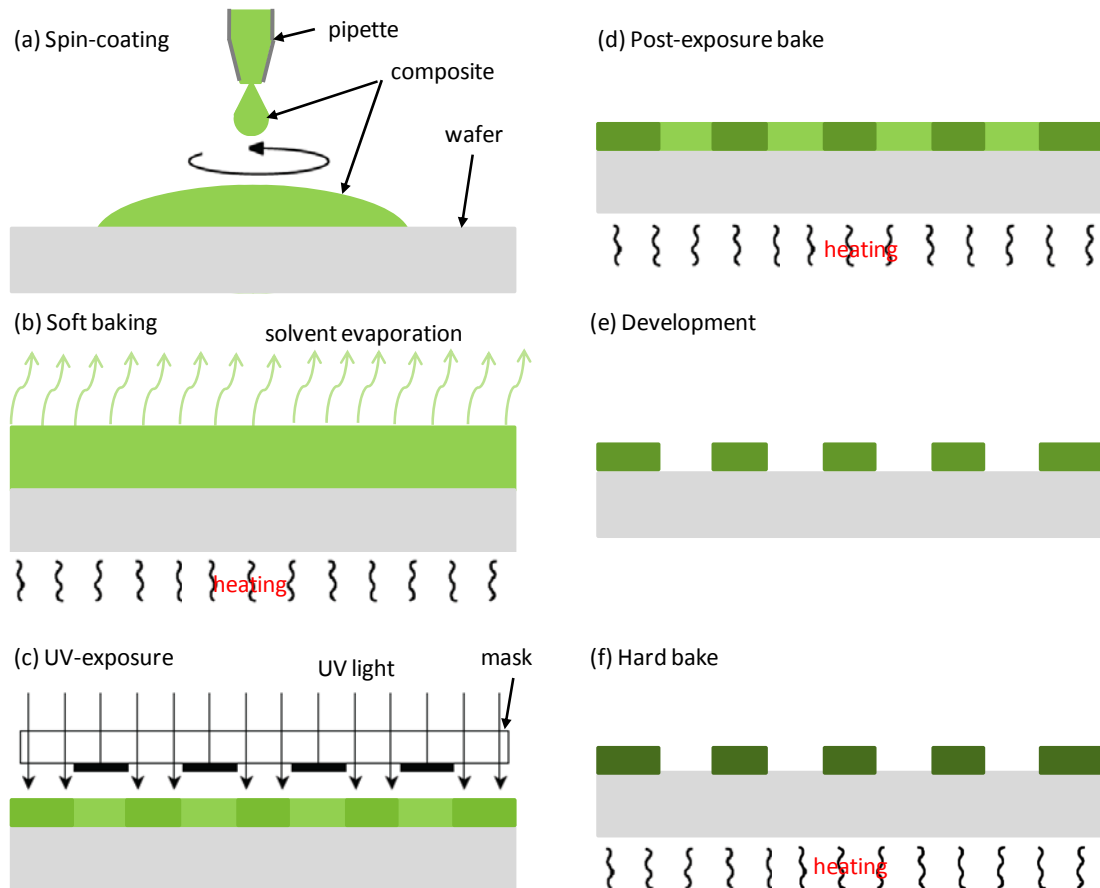 (a) Spin-coating
pipette
composite
wafer
(b) Soft baking
solvent evaporation
heating
(c) UV-exposure
UV light
mask
(d) Post-exposure bake
heating
(e) Development
(f) Hard bake
heating